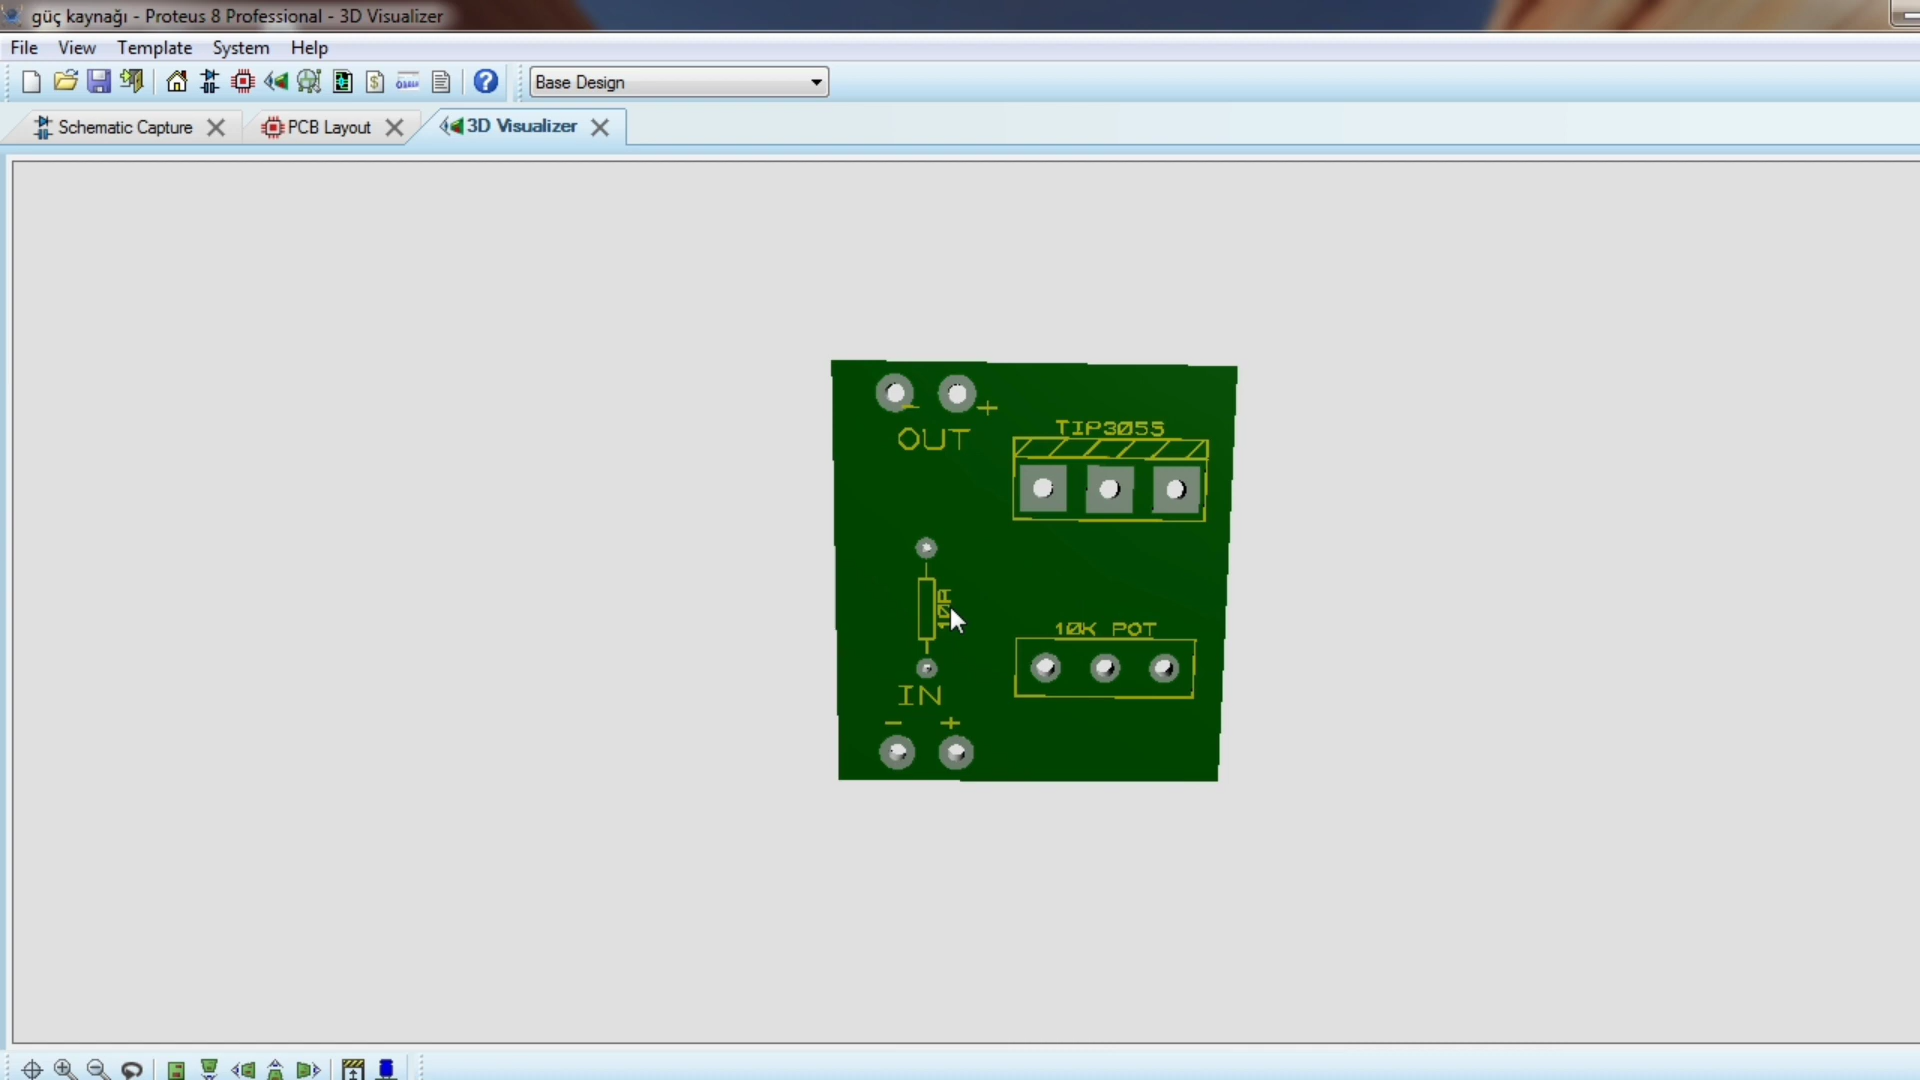 güç kaynağı - Proteus 8 Professional - 3D Visualizer
File View Template System Help
Base Design
Schematic Capture PCB Layout 3D Visualizer
- +
OUT
TIP3055
10R
10K POT
IN
- +